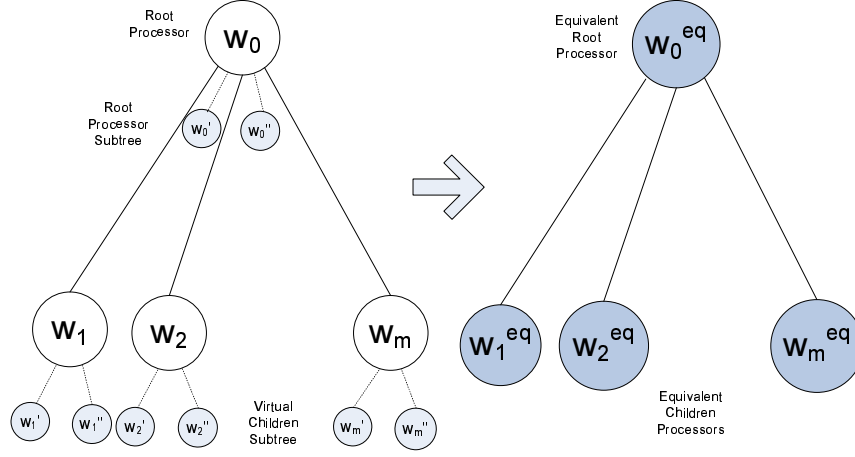 Root
Processor
w₀
Root
Processor
Subtree
w₀'
w₀''
w₁
w₂
wₘ
w₁'
w₁''
w₂'
w₂''
Virtual
Children
Subtree
wₘ'
wₘ''
Equivalent
Root
Processor
w₀ᵉq
w₁ᵉq
w₂ᵉq
wₘᵉq
Equivalent
Children
Processors